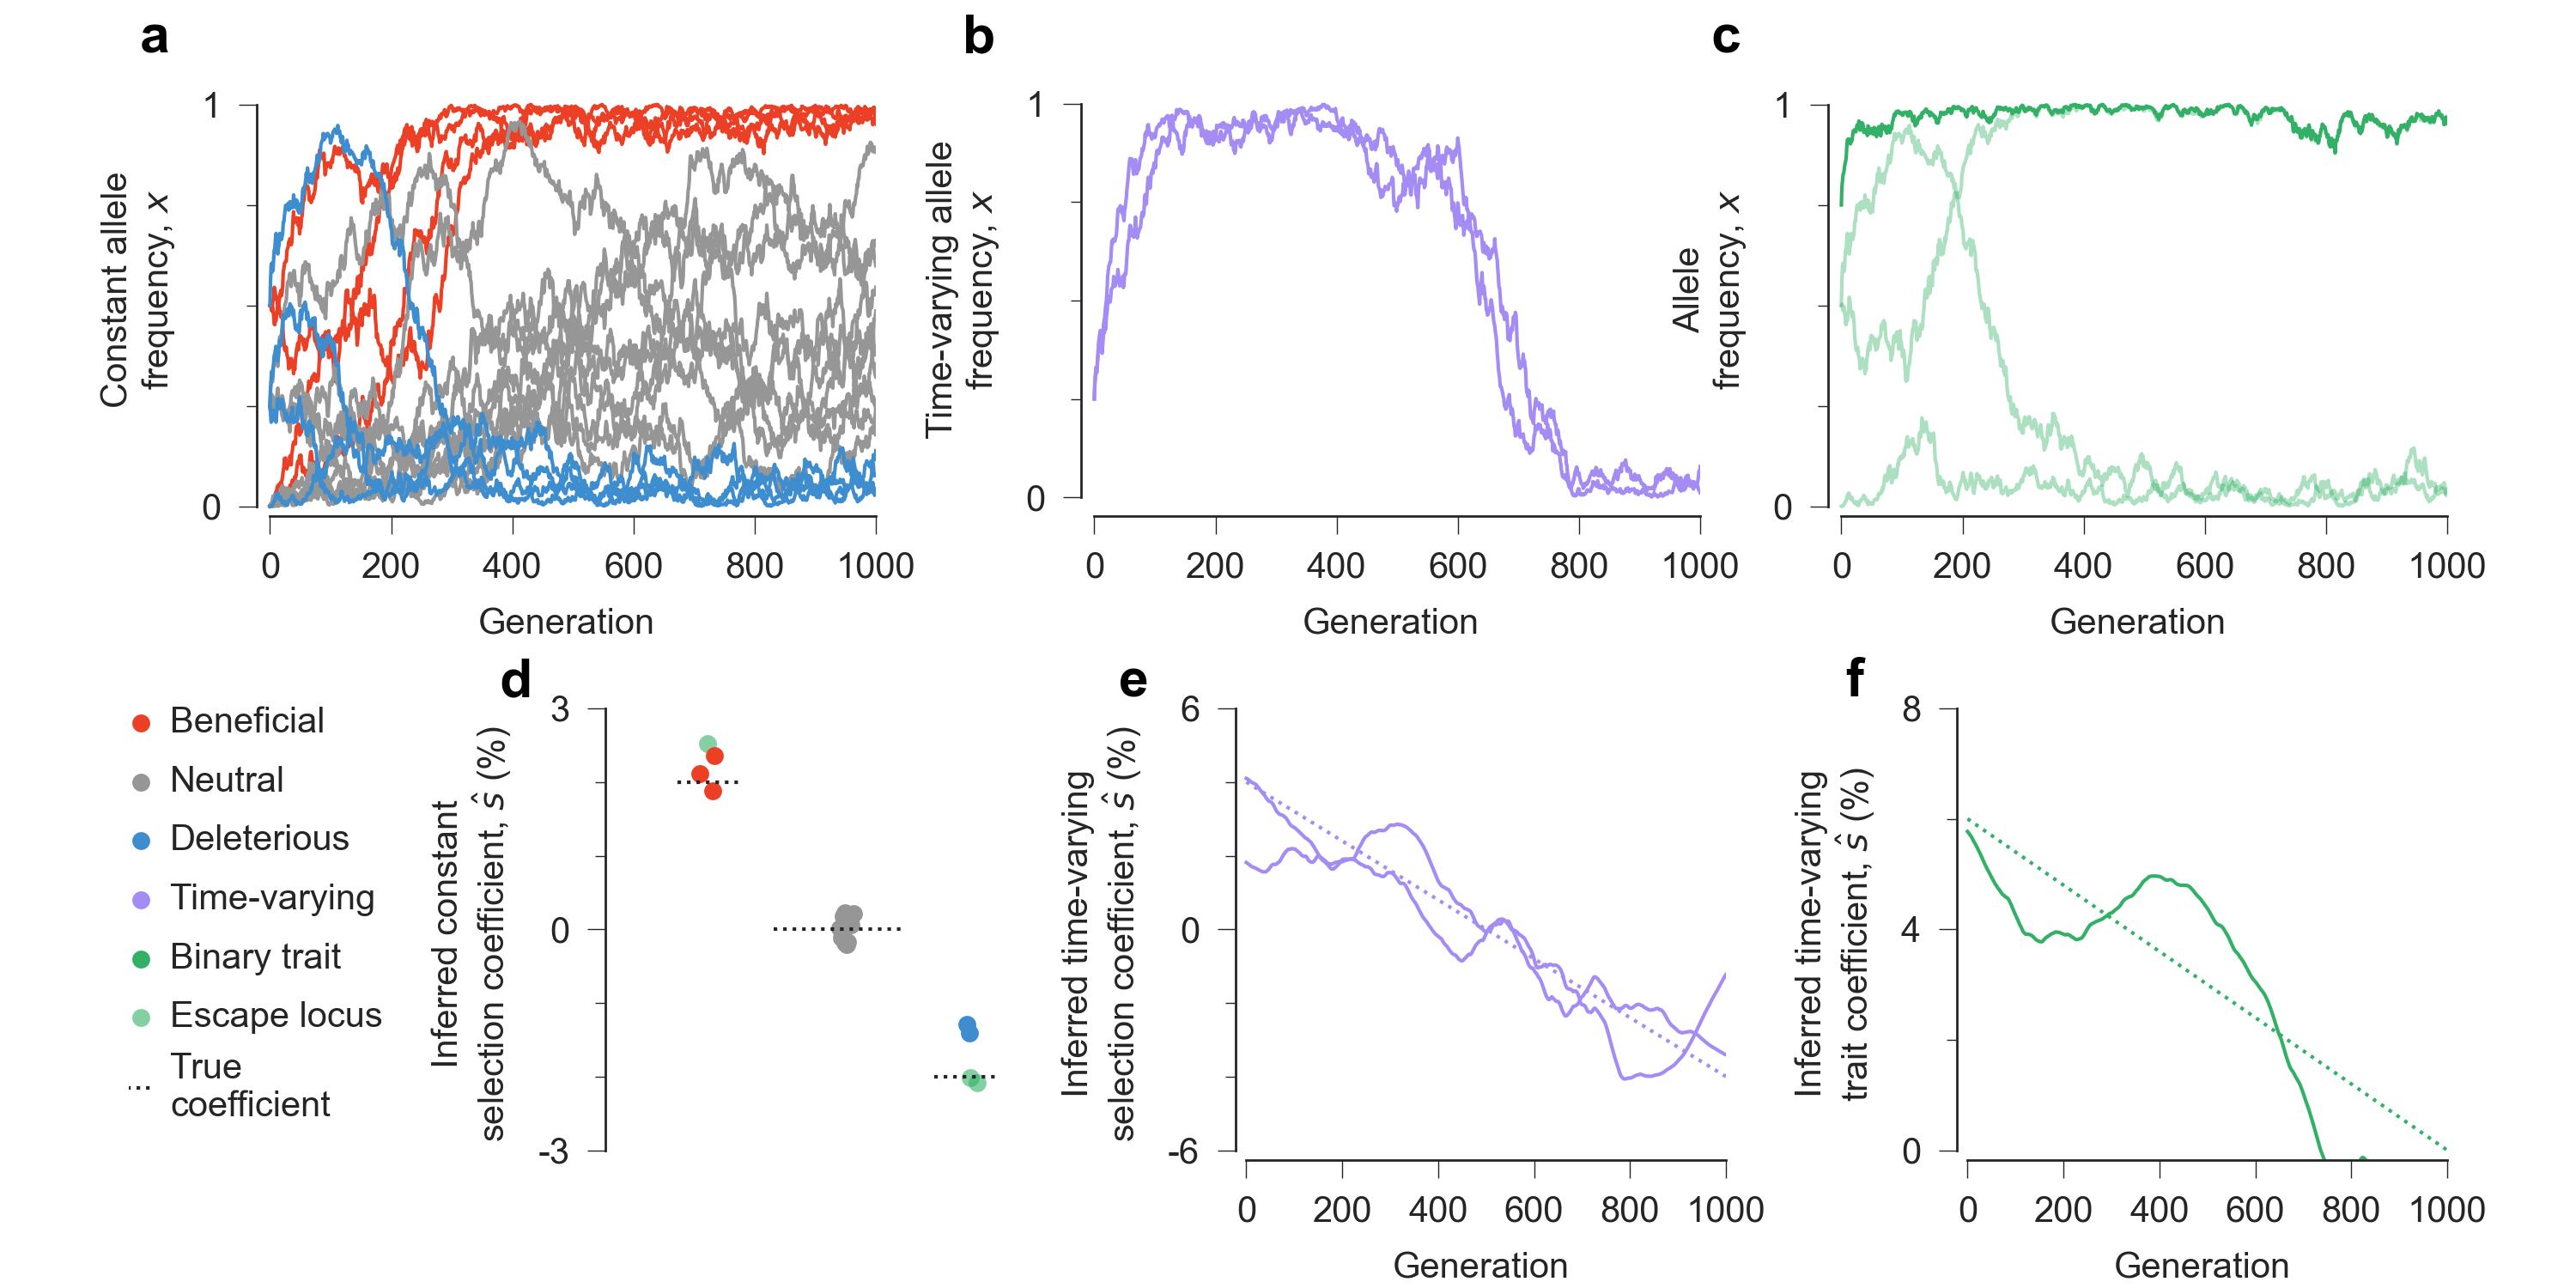 a
Constant allele
frequency, x
1
0
0 200 400 600 800 1000
Generation
b
Time-varying allele
frequency, x
1
0
0 200 400 600 800 1000
Generation
c
Allele
frequency, x
1
0
0 200 400 600 800 1000
Generation
Beneficial
Neutral
Deleterious
Time-varying
Binary trait
Escape locus
True
coefficient
d
Inferred constant
selection coefficient, ŝ (%)
3
0
-3
e
Inferred time-varying
selection coefficient, ŝ (%)
6
0
-6
0 200 400 600 800 1000
Generation
f
Inferred time-varying
trait coefficient, ŝ (%)
8
4
0
0 200 400 600 800 1000
Generation